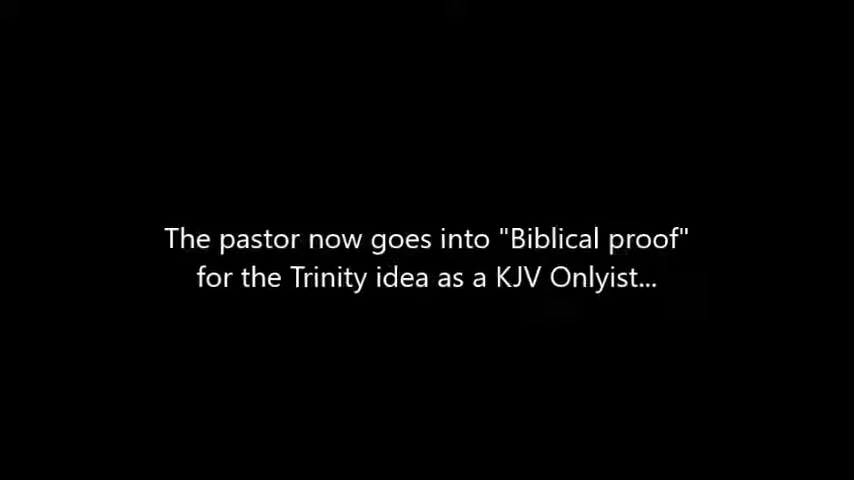 The pastor now goes into "Biblical proof"
for the Trinity idea as a KJV Onlyist...